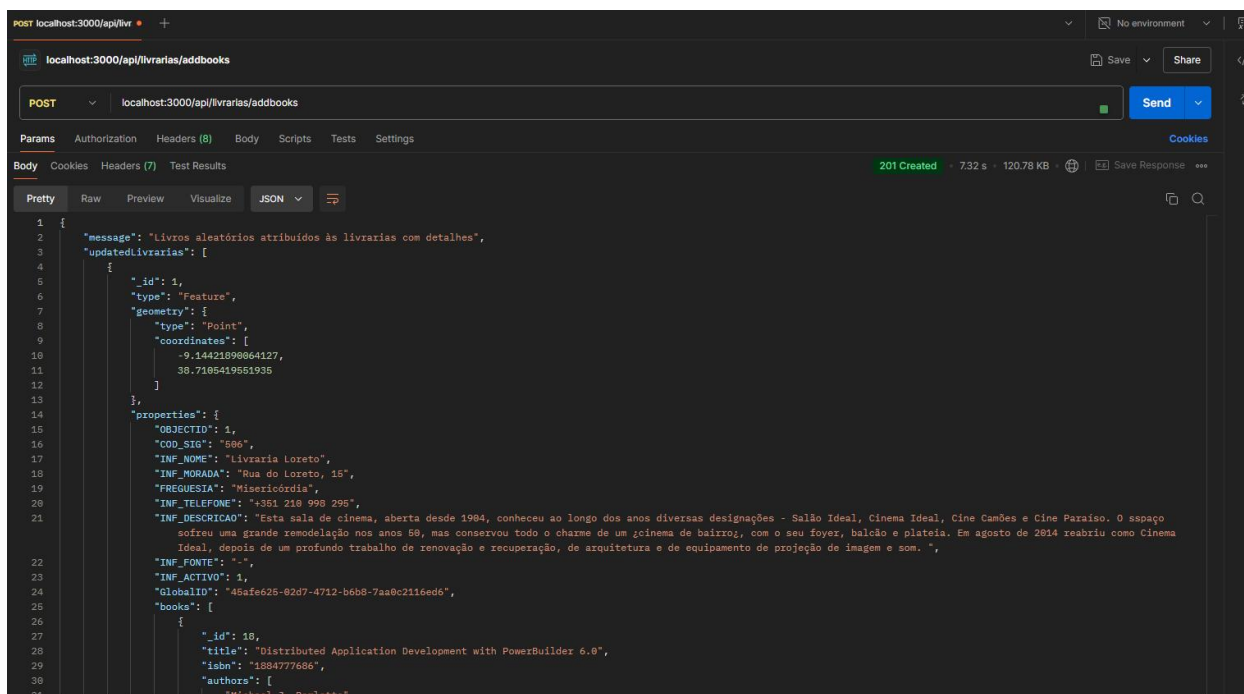 POST localhost:3000/api/livr
No environment
HTTP localhost:3000/api/livrarias/addbooks
Save Share
POST localhost:3000/api/livrarias/addbooks
Send
Params Authorization Headers (8) Body Scripts Tests Settings Cookies
Body Cookies Headers (7) Test Results 201 Created 7.32 s 120.78 KB Save Response
Pretty Raw Preview Visualize JSON
1 {
2 "message": "Livros aleatórios atribuídos às livrarias com detalhes",
3 "updatedLivrarias": [
4 {
5 "_id": 1,
6 "type": "Feature",
7 "geometry": {
8 "type": "Point",
9 "coordinates": [
10 -9.14421890064127,
11 38.7105419551935
12 ]
13 },
14 "properties": {
15 "OBJECTID": 1,
16 "COD_SIG": "506",
17 "INF_NOME": "Livraria Loreto",
18 "INF_MORADA": "Rua do Loreto, 15",
19 "FREGUESIA": "Misericórdia",
20 "INF_TELEFONE": "+351 210 998 295",
21 "INF_DESCRICAO": "Esta sala de cinema, aberta desde 1904, conheceu ao longo dos anos diversas designações - Salão Ideal, Cinema Ideal, Cine Camões e Cine Paraíso. O sspaço
sofreu uma grande remodelação nos anos 50, mas conservou todo o charme de um ¿cinema de bairro¿, com o seu foyer, balcão e plateia. Em agosto de 2014 reabriu como Cinema
Ideal, depois de um profundo trabalho de renovação e recuperação, de arquitetura e de equipamento de projeção de imagem e som. ",
22 "INF_FONTE": "-",
23 "INF_ACTIVO": 1,
24 "GlobalID": "45afe625-02d7-4712-b6b8-7aa0c2116ed6",
25 "books": [
26 {
27 "_id": 18,
28 "title": "Distributed Application Development with PowerBuilder 6.0",
29 "isbn": "1884777686",
30 "authors": [